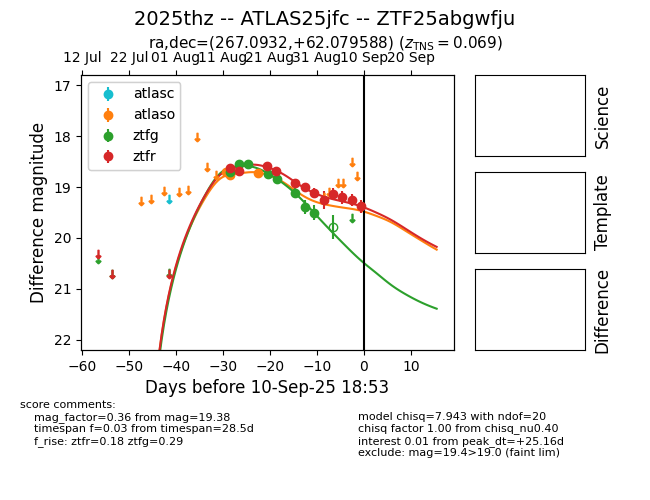 2025thz -- ATLAS25jfc -- ZTF25abgwfju
ra,dec=(267.0932,+62.079588) (zTNS = 0.069)
12 Jul 22 Jul 01 Aug 11 Aug 21 Aug 31 Aug 10 Sep 20 Sep
atlasc
atlaso
ztfg
ztfr
17
18
19
20
21
22
Difference magnitude
−60 −50 −40 −30 −20 −10 0 10
Days before 10-Sep-25 18:53
Science
Template
Difference
score comments:
mag_factor=0.36 from mag=19.38
timespan f=0.03 from timespan=28.5d
f_rise: ztfr=0.18 ztfg=0.29
model chisq=7.943 with ndof=20
chisq factor 1.00 from chisq_nu0.40
interest 0.01 from peak_dt=+25.16d
exclude: mag=19.4>19.0 (faint lim)